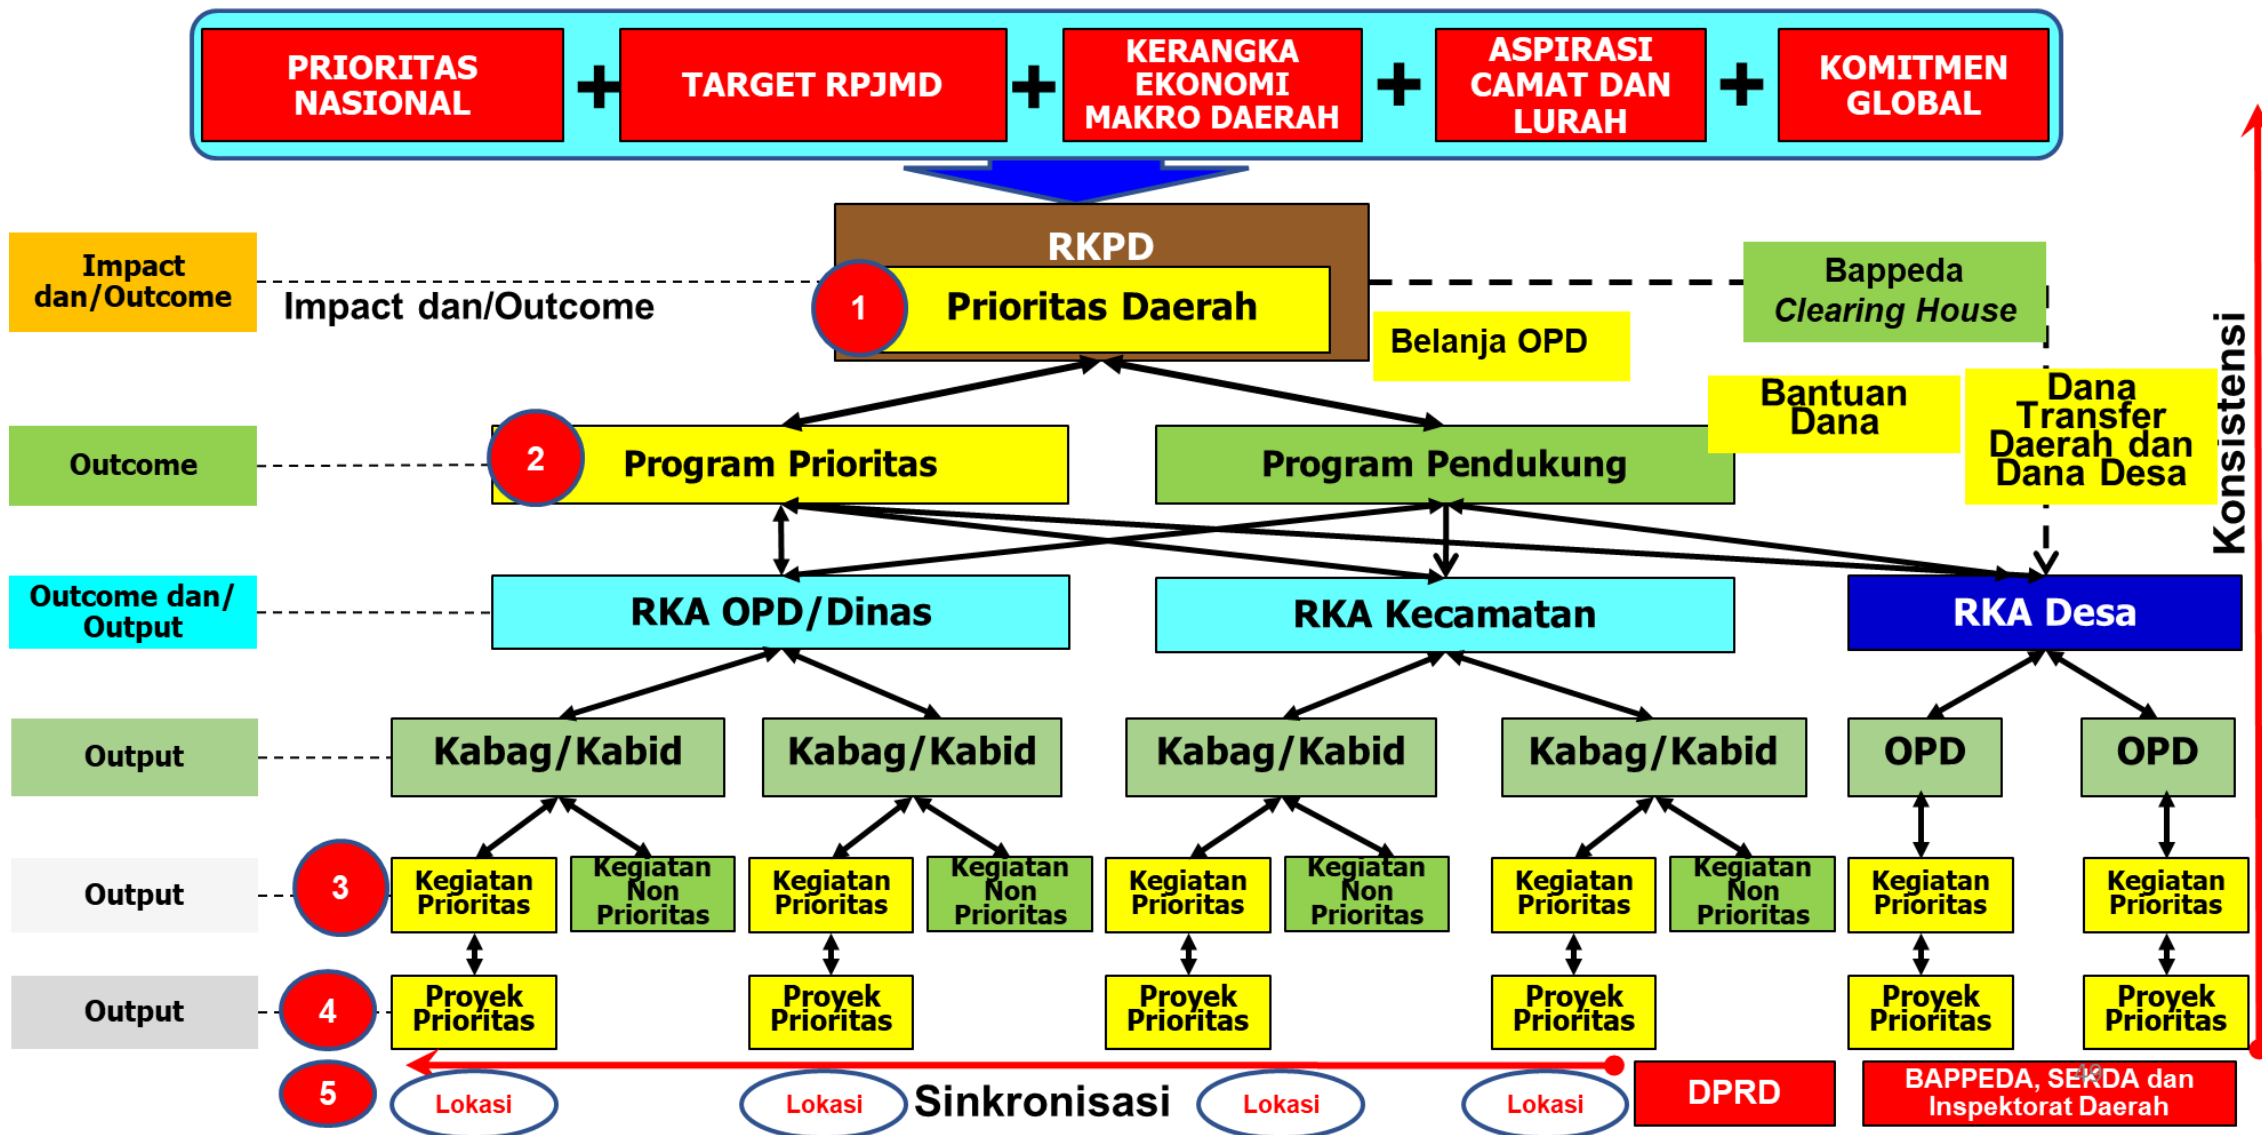 PRIORITAS
NASIONAL
+
TARGET RPJMD
+
KERANGKA
EKONOMI
MAKRO DAERAH
+
ASPIRASI
CAMAT DAN
LURAH
+
KOMITMEN
GLOBAL
Impact
dan/Outcome
Impact dan/Outcome
RKPD
1
Prioritas Daerah
Belanja OPD
Bappeda
Clearing House
Bantuan
Dana
Dana
Transfer
Daerah dan
Dana Desa
Konsistensi
Outcome
2
Program Prioritas
Program Pendukung
Outcome dan/
Output
RKA OPD/Dinas
RKA Kecamatan
RKA Desa
Output
Kabag/Kabid
Kabag/Kabid
Kabag/Kabid
Kabag/Kabid
OPD
OPD
Output
3
Kegiatan
Prioritas
Kegiatan
Non
Prioritas
Kegiatan
Prioritas
Kegiatan
Non
Prioritas
Kegiatan
Prioritas
Kegiatan
Non
Prioritas
Kegiatan
Prioritas
Kegiatan
Non
Prioritas
Kegiatan
Prioritas
Kegiatan
Prioritas
Output
4
Proyek
Prioritas
Proyek
Prioritas
Proyek
Prioritas
Proyek
Prioritas
Proyek
Prioritas
Proyek
Prioritas
5
Lokasi
Lokasi
Sinkronisasi
Lokasi
Lokasi
DPRD
BAPPEDA, SEKDA dan
Inspektorat Daerah
49